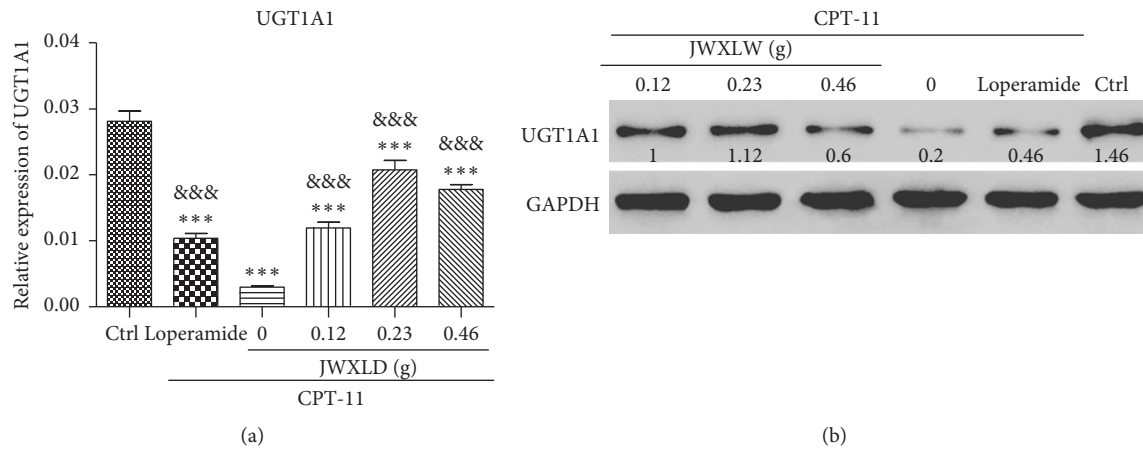 UGT1A1
Relative expression of UGT1A1
0.04
0.03
0.02
0.01
0.00
&&&
***
***
&&&
***
&&&
***
&&&
***
Ctrl Loperamide 0 0.12 0.23 0.46
JWXLD (g)
CPT-11
(a)
CPT-11
JWXLW (g)
0.12 0.23 0.46 0 Loperamide Ctrl
UGT1A1
1 1.12 0.6 0.2 0.46 1.46
GAPDH
(b)